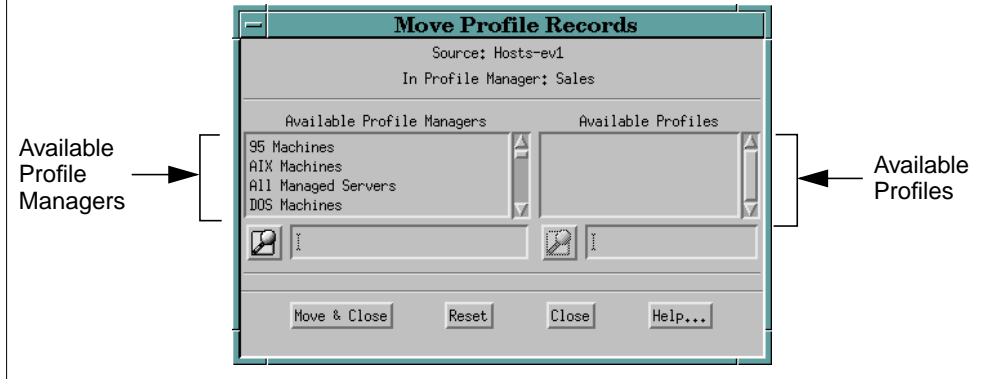 Move Profile Records
Source: Hosts-ev1
In Profile Manager: Sales
Available Profile Managers
Available Profiles
95 Machines
AIX Machines
All Managed Servers
DOS Machines
Move & Close
Reset
Close
Help...
Available
Profile
Managers
Available
Profiles